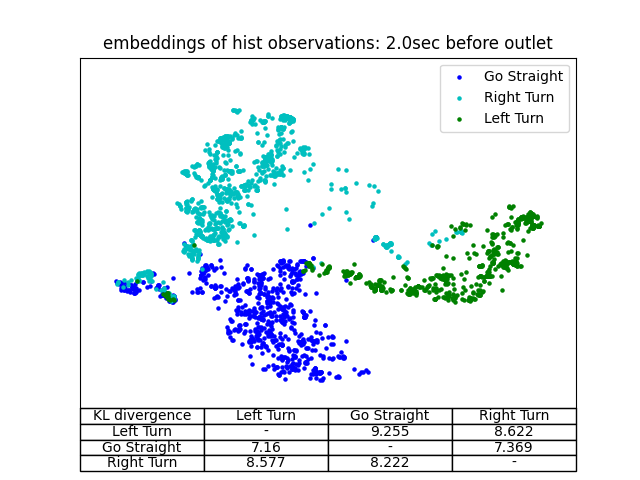 embeddings of hist observations: 2.0sec before outlet
Go Straight
Right Turn
Left Turn
KL divergence Left Turn Go Straight Right Turn
Left Turn - 9.255 8.622
Go Straight 7.16 - 7.369
Right Turn 8.577 8.222 -